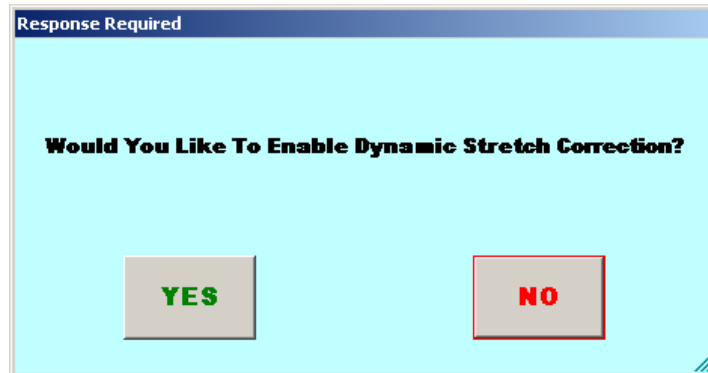 Response Required
Would You Like To Enable Dynamic Stretch Correction?
YES
NO